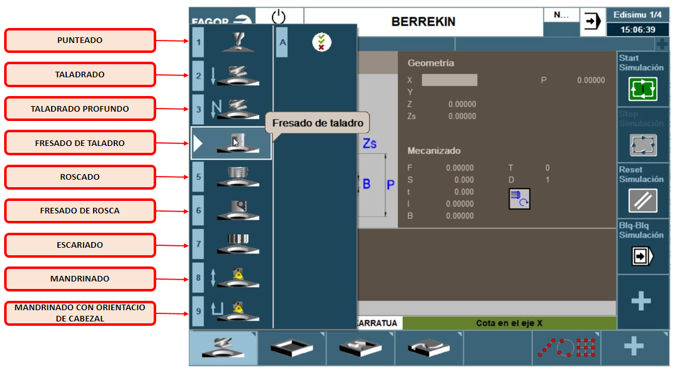 PUNTEADO
TALADRADO
TALADRADO PROFUNDO
FRESADO DE TALADRO
ROSCADO
FRESADO DE ROSCA
ESCARIADO
MANDRINADO
MANDRINADO CON ORIENTACIO
DE CABEZAL
FAGOR
BERREKIN
N...
Edisimu 1/4
15:06:39
1
A
2
3
Fresado de taladro
5
6
7
8
9
Zs
B
P
Geometría
X
P 0.00000
Y
Z 0.00000
Zs 0.00000
Mecanizado
F 0.00000 T 0
S 0.000 D 1
t 0.000
I 0.00000
B 0.00000
Start
Simulación
Stop
Simulación
Reset
Simulación
Blq-Blq
Simulación
ARRATUA
Cota en el eje X